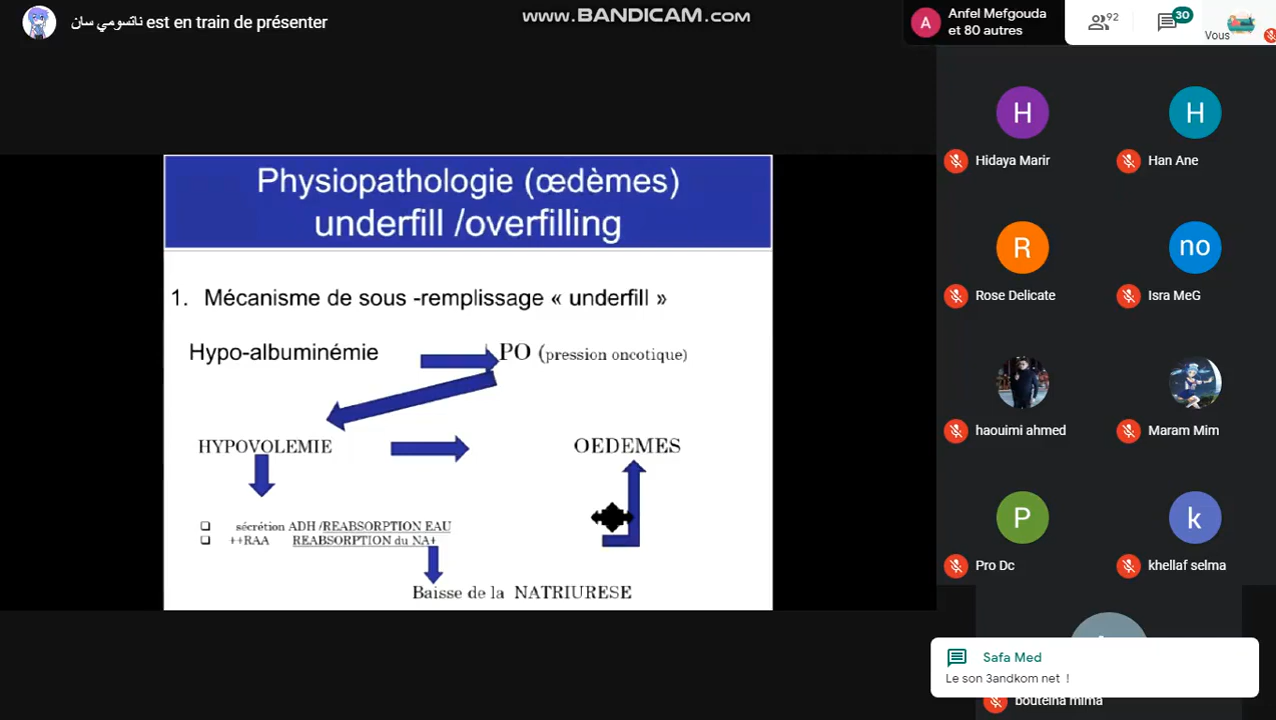 ناتسومي سان est en train de présenter
www.BANDICAM.com
A
Anfel Mefgouda
et 80 autres
92
30
Vous
Physiopathologie (œdèmes)
underfill /overfilling
1. Mécanisme de sous -remplissage « underfill »
Hypo-albuminémie
PO (pression oncotique)
HYPOVOLEMIE
OEDEMES
❑ sécrétion ADH /REABSORPTION EAU
❑ ++RAA REABSORPTION du NA+
Baisse de la NATRIURESE
H
Hidaya Marir
H
Han Ane
R
Rose Delicate
no
Isra MeG
haouimi ahmed
Maram Mim
P
Pro Dc
k
khellaf selma
Safa Med
Le son 3andkom net !
bouteina mima